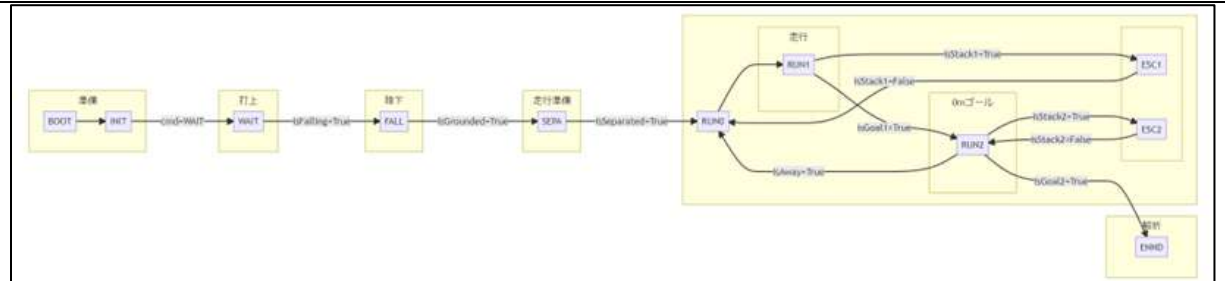 準備
BOOT
INIT
cmd=WAIT
打上
WAIT
IsFalling=True
降下
FALL
IsGrounded=True
走行準備
SEPA
IsSeparated=True
RUN0
走行
RUN1
IsStack1=True
IsStack1=False
ESC1
IsGoal1=True
0mゴール
RUN2
IsStack2=True
IsStack2=False
ESC2
IsAway=True
IsGoal2=True
解析
ENND